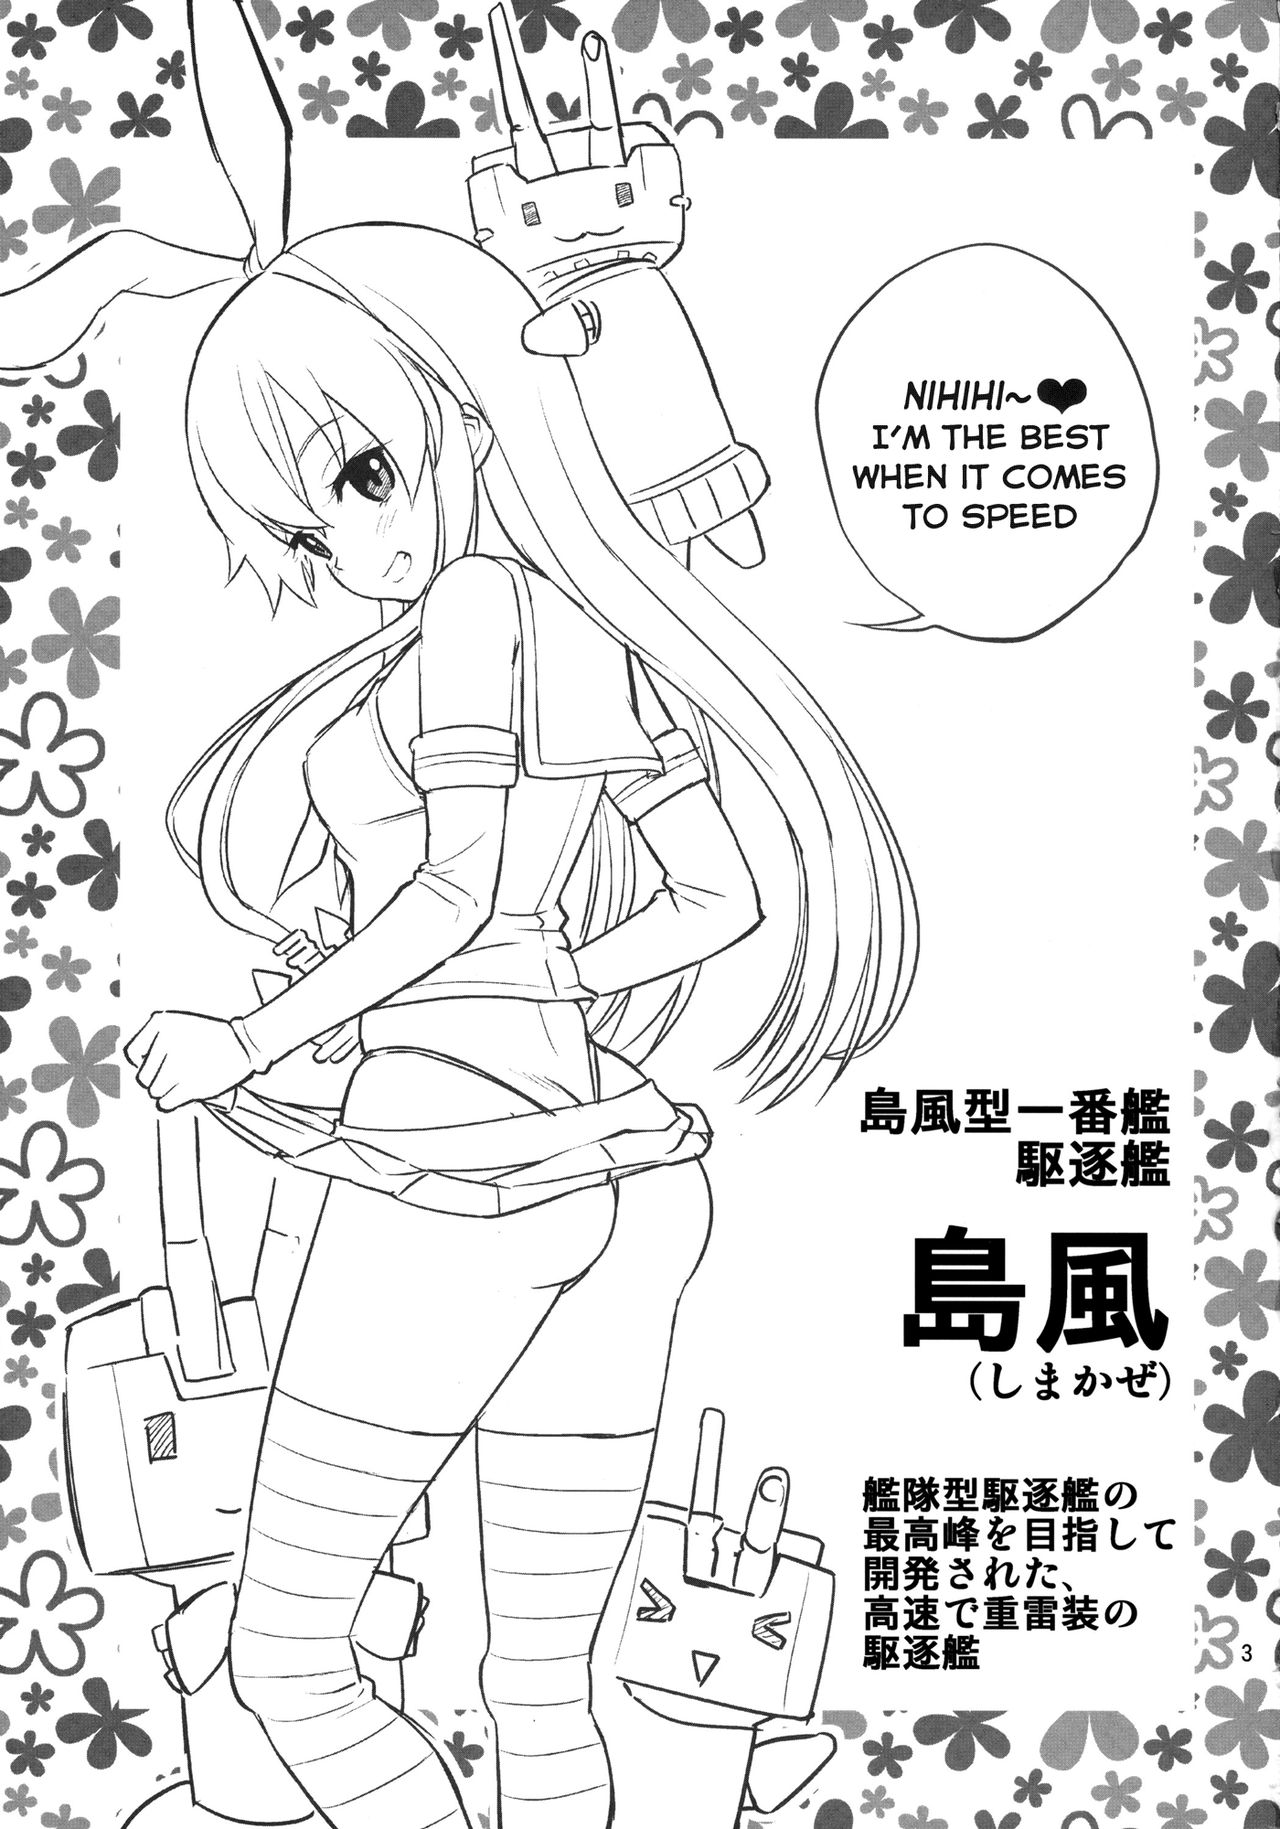 NIHIHI~❤
I'M THE BEST
WHEN IT COMES
TO SPEED
島風型一番艦
駆逐艦
島風
(しまかぜ)
艦隊型駆逐艦の
最高峰を目指して
開発された、
高速で重雷装の
駆逐艦
3